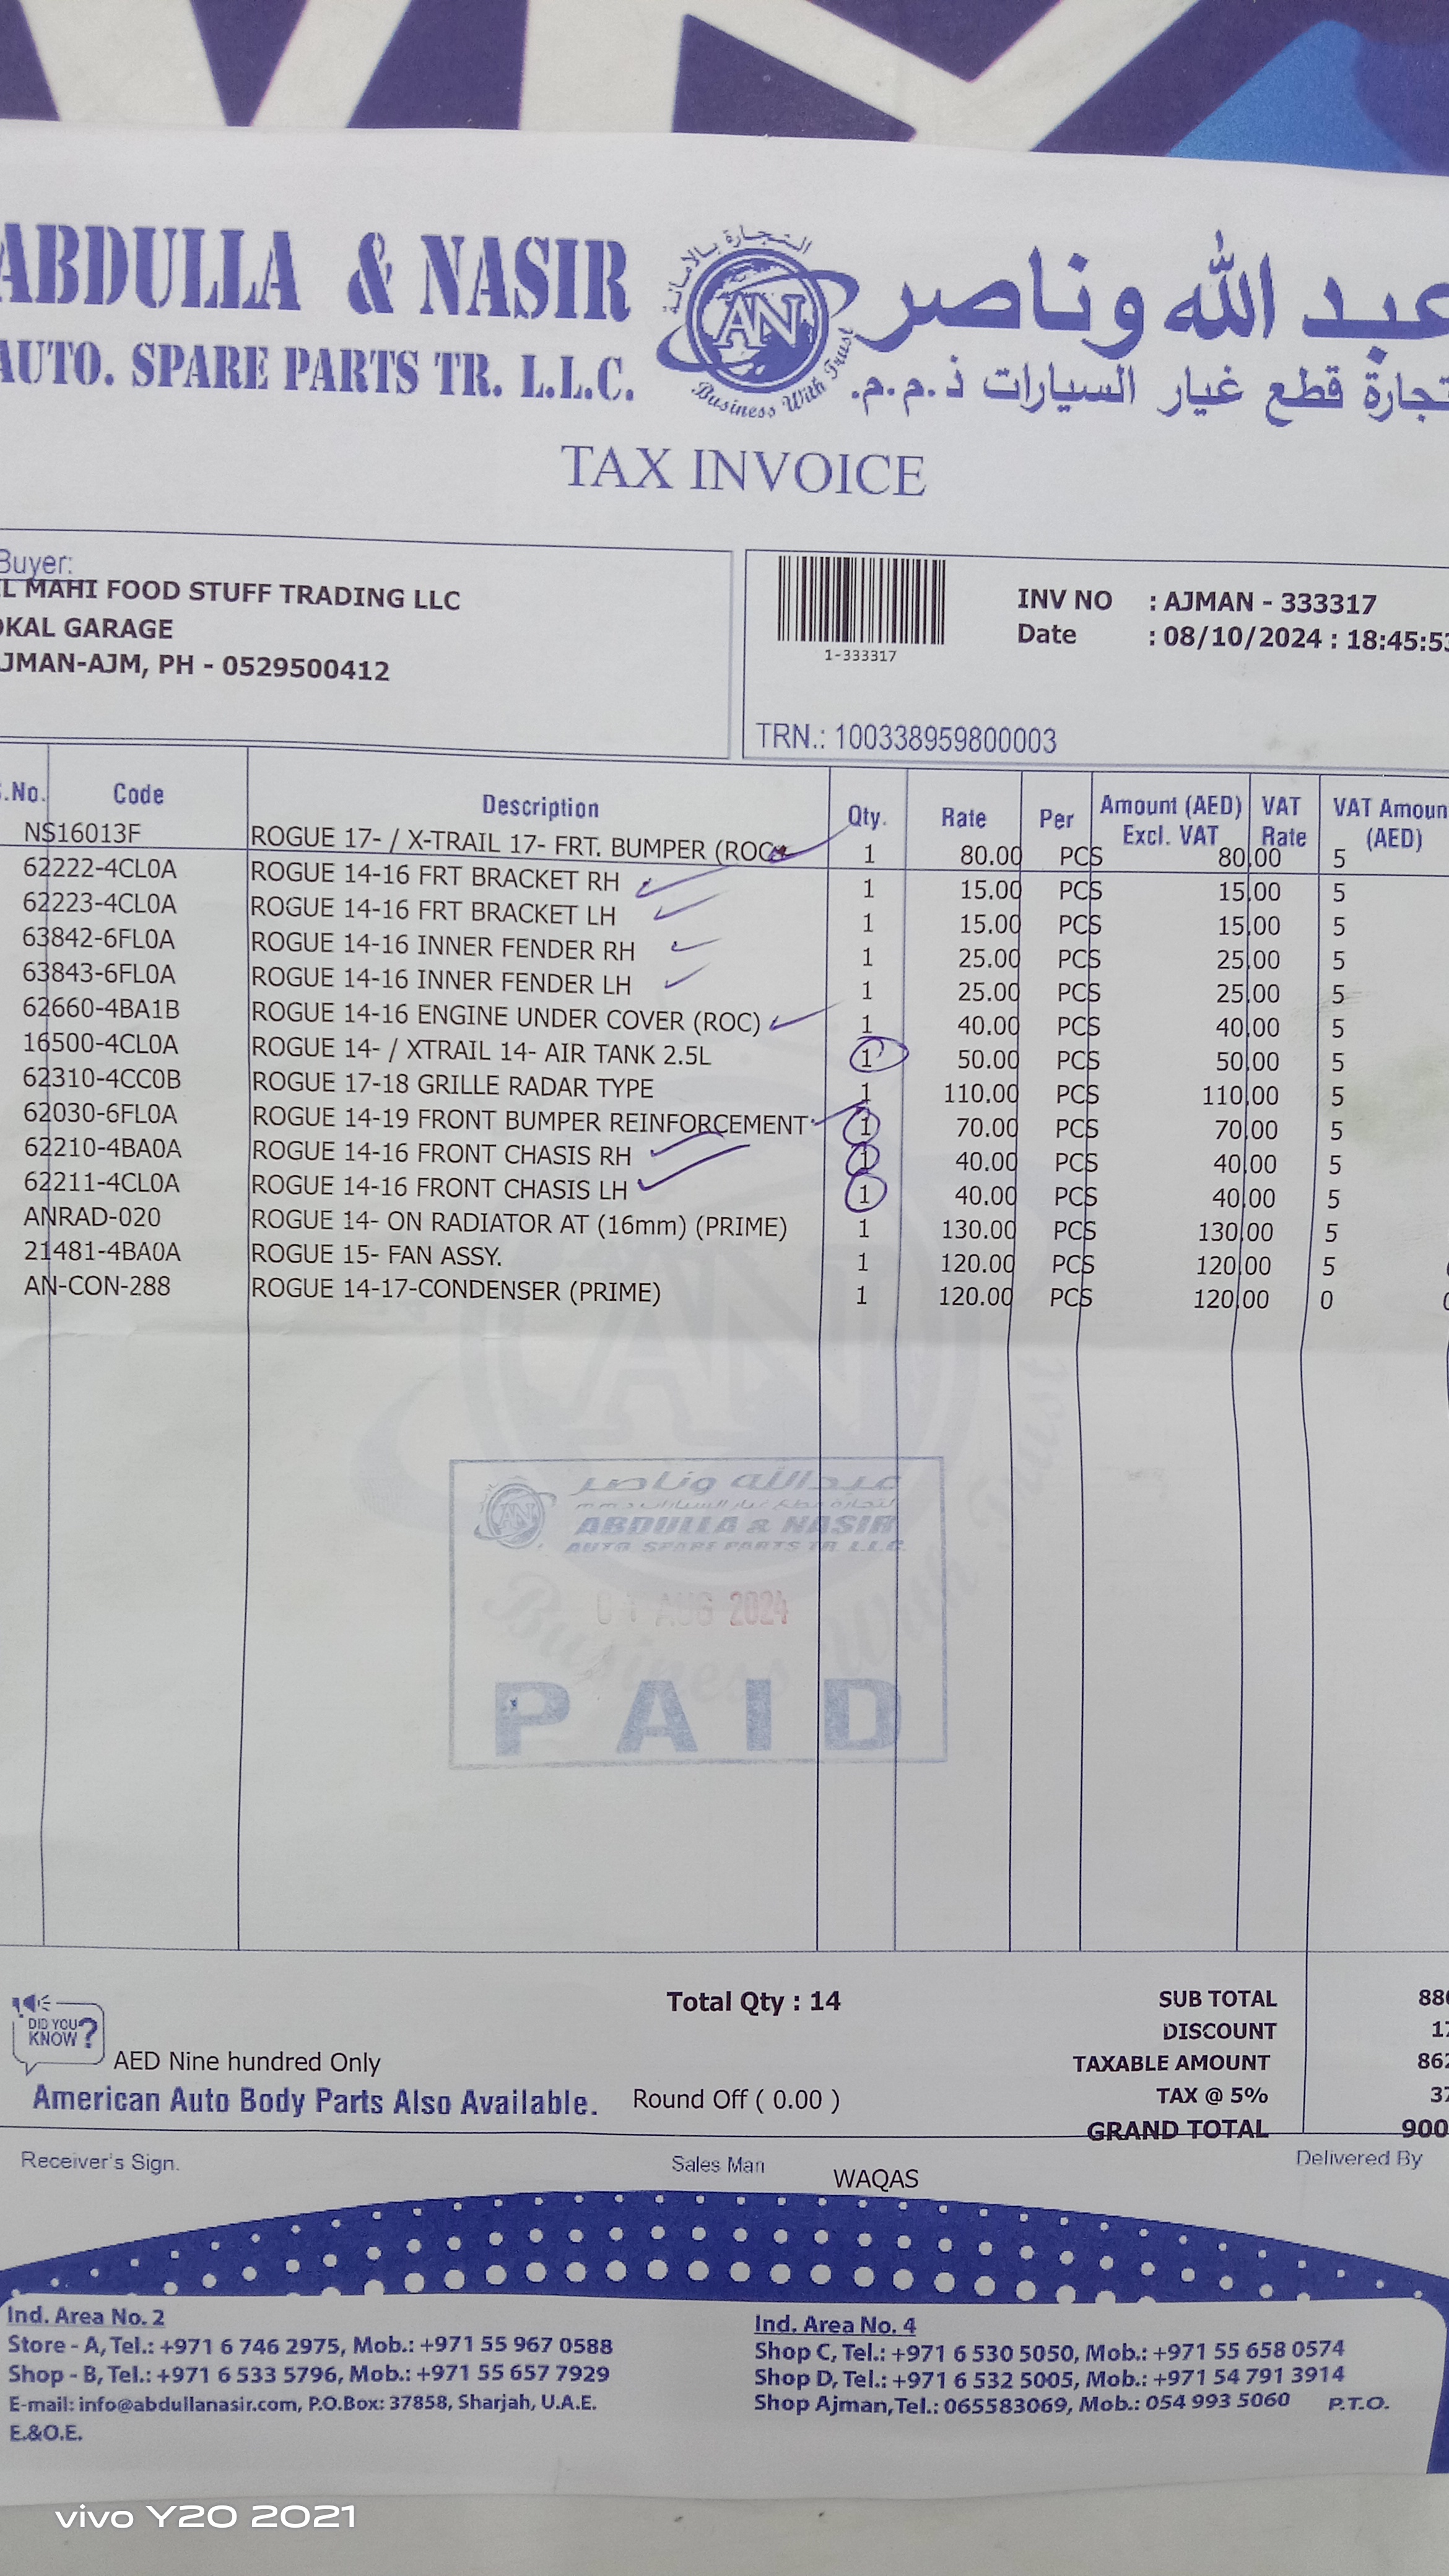 ABDULLA & NASIR
AUTO. SPARE PARTS TR. L.L.C.
التجارة بالأمانة
AN
Business With Trust
عبد الله وناصر
تجارة قطع غيار السيارات ذ.م.م.
TAX INVOICE
Buyer:
L MAHI FOOD STUFF TRADING LLC
OKAL GARAGE
JMAN-AJM, PH - 0529500412
1-333317
INV NO : AJMAN - 333317
Date : 08/10/2024 : 18:45:53
TRN.: 100338959800003
S.No. Code Description Qty. Rate Per Amount (AED) Excl. VAT VAT Rate VAT Amoun (AED)
NS16013F ROGUE 17- / X-TRAIL 17- FRT. BUMPER (ROC 1 80.00 PCS 80.00 5
62222-4CL0A ROGUE 14-16 FRT BRACKET RH 1 15.00 PCS 15.00 5
62223-4CL0A ROGUE 14-16 FRT BRACKET LH 1 15.00 PCS 15.00 5
63842-6FL0A ROGUE 14-16 INNER FENDER RH 1 25.00 PCS 25.00 5
63843-6FL0A ROGUE 14-16 INNER FENDER LH 1 25.00 PCS 25.00 5
62660-4BA1B ROGUE 14-16 ENGINE UNDER COVER (ROC) 1 40.00 PCS 40.00 5
16500-4CL0A ROGUE 14- / XTRAIL 14- AIR TANK 2.5L 1 50.00 PCS 50.00 5
62310-4CC0B ROGUE 17-18 GRILLE RADAR TYPE 1 110.00 PCS 110.00 5
62030-6FL0A ROGUE 14-19 FRONT BUMPER REINFORCEMENT 1 70.00 PCS 70.00 5
62210-4BA0A ROGUE 14-16 FRONT CHASIS RH 1 40.00 PCS 40.00 5
62211-4CL0A ROGUE 14-16 FRONT CHASIS LH 1 40.00 PCS 40.00 5
ANRAD-020 ROGUE 14- ON RADIATOR AT (16mm) (PRIME) 1 130.00 PCS 130.00 5
21481-4BA0A ROGUE 15- FAN ASSY. 1 120.00 PCS 120.00 5
AN-CON-288 ROGUE 14-17-CONDENSER (PRIME) 1 120.00 PCS 120.00 0
عبدالله وناصر
AN
ABDULLA & NASIR
AUTO SPARE PARTS TR L.L.C.
AUG 2024
Business With Trust
PAID
Total Qty : 14
SUB TOTAL 880
DISCOUNT 17
TAXABLE AMOUNT 862
TAX @ 5% 37
GRAND TOTAL 900
DID YOU KNOW ?
AED Nine hundred Only
American Auto Body Parts Also Available.
Round Off ( 0.00 )
Receiver's Sign.
Sales Man WAQAS
Delivered By
Ind. Area No. 2
Store - A, Tel.: +971 6 746 2975, Mob.: +971 55 967 0588
Shop - B, Tel.: +971 6 533 5796, Mob.: +971 55 657 7929
E-mail: info@abdullanasir.com, P.O.Box: 37858, Sharjah, U.A.E.
E.&O.E.
Ind. Area No. 4
Shop C, Tel.: +971 6 530 5050, Mob.: +971 55 658 0574
Shop D, Tel.: +971 6 532 5005, Mob.: +971 54 791 3914
Shop Ajman,Tel.: 065583069, Mob.: 054 993 5060
P.T.O.
vivo Y20 2021